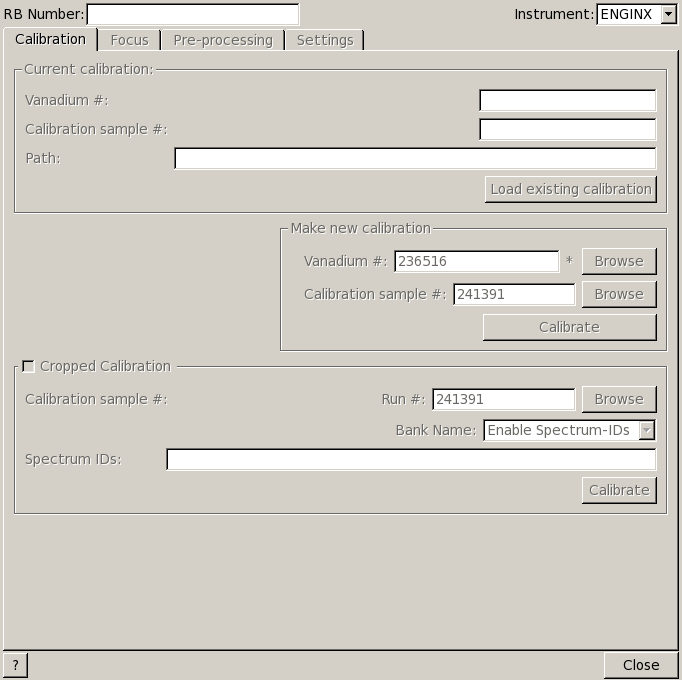 RB Number: Instrument: ENGINX
Calibration Focus Pre-processing Settings
Current calibration:
Vanadium #:
Calibration sample #:
Path:
Load existing calibration
Make new calibration
Vanadium #: 236516 * Browse
Calibration sample #: 241391 Browse
Calibrate
Cropped Calibration
Calibration sample #: Run #: 241391 Browse
Bank Name: Enable Spectrum-IDs
Spectrum IDs:
Calibrate
? Close